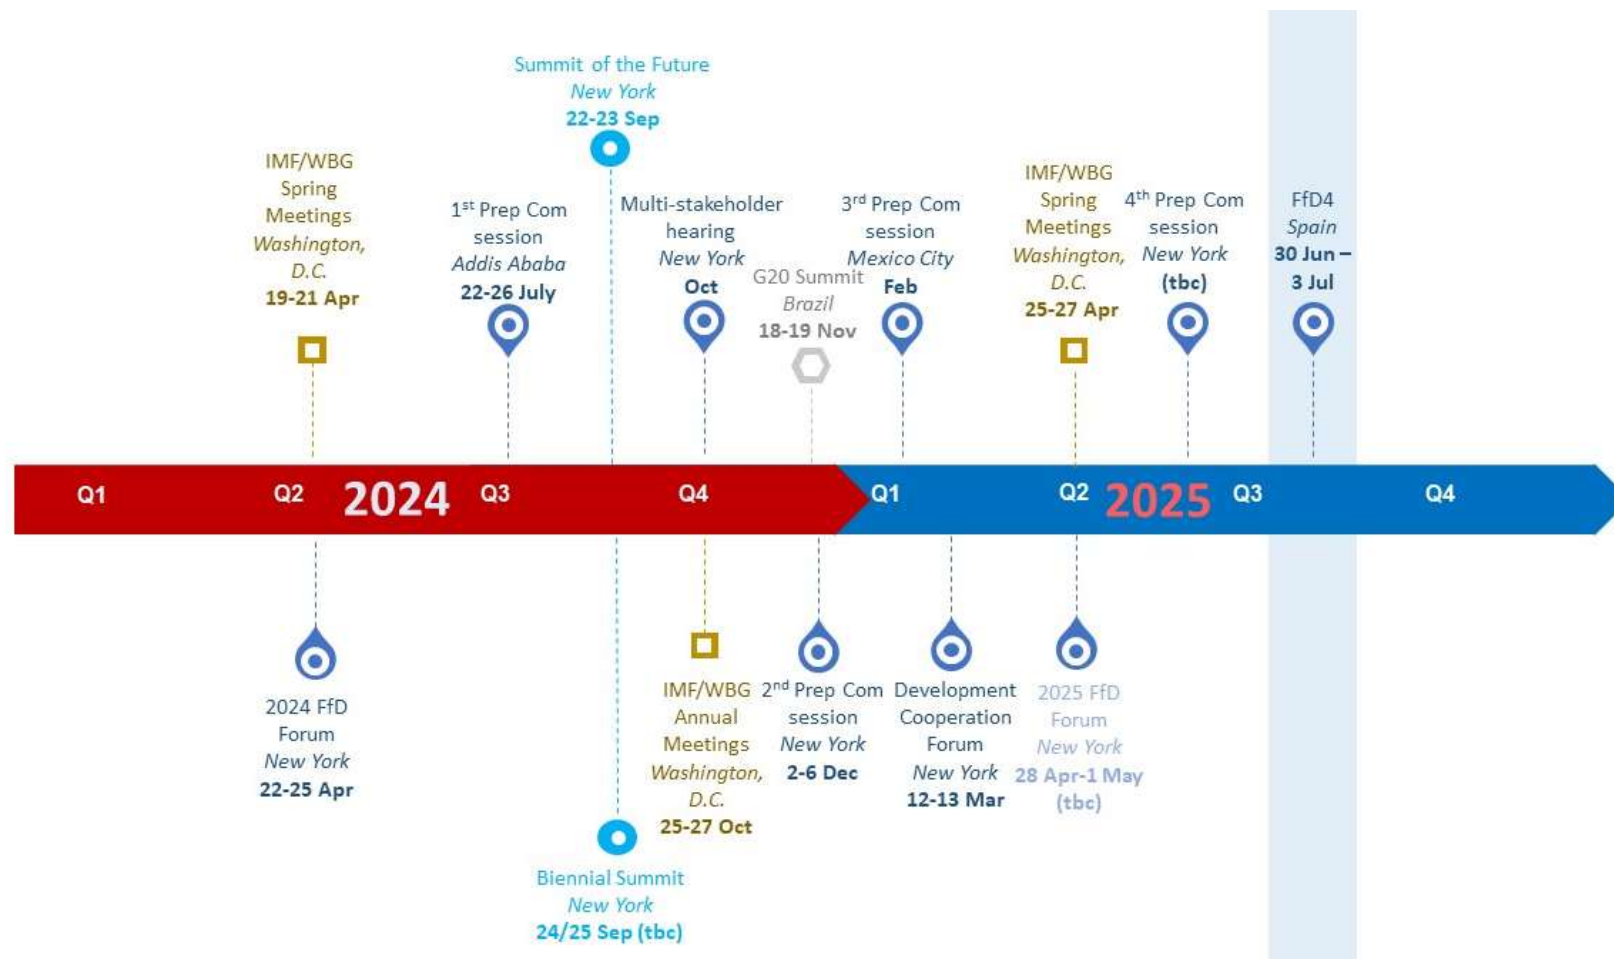 Summit of the Future
New York
22-23 Sep
IMF/WBG
Spring
Meetings
Washington,
D.C.
19-21 Apr
1st Prep Com
session
Addis Ababa
22-26 July
Multi-stakeholder
hearing
New York
Oct
G20 Summit
Brazil
18-19 Nov
3rd Prep Com
session
Mexico City
Feb
IMF/WBG
Spring
Meetings
Washington,
D.C.
25-27 Apr
4th Prep Com
session
New York
(tbc)
FfD4
Spain
30 Jun –
3 Jul
Q1 Q2 2024 Q3 Q4 Q1 Q2 2025 Q3 Q4
2024 FfD
Forum
New York
22-25 Apr
Biennial Summit
New York
24/25 Sep (tbc)
IMF/WBG
Annual
Meetings
Washington,
D.C.
25-27 Oct
2nd Prep Com
session
New York
2-6 Dec
Development
Cooperation
Forum
New York
12-13 Mar
2025 FfD
Forum
New York
28 Apr-1 May
(tbc)